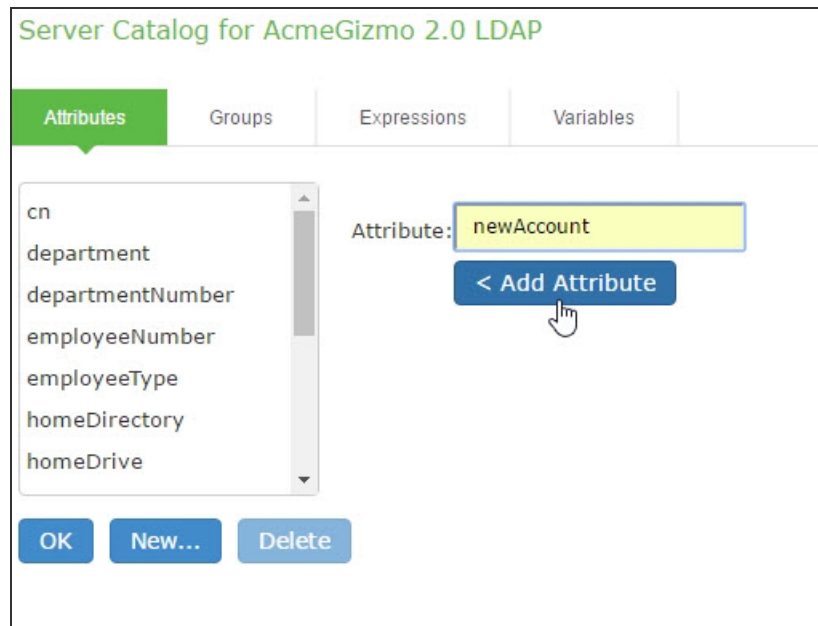 Server Catalog for AcmeGizmo 2.0 LDAP
Attributes Groups Expressions Variables
cn
department
departmentNumber
employeeNumber
employeeType
homeDirectory
homeDrive
Attribute: newAccount
< Add Attribute
OK New... Delete